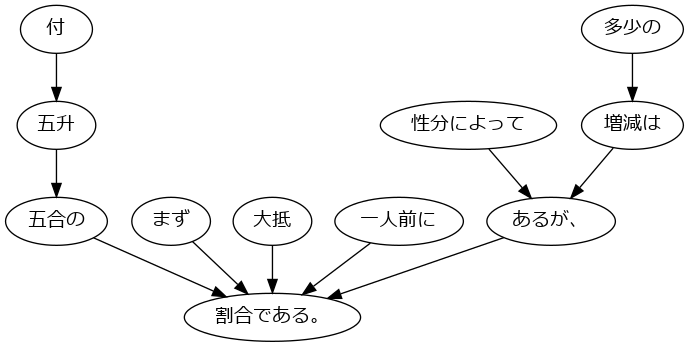 付
多少の
五升
性分によって
増減は
五合の
まず
大抵
一人前に
あるが、
割合である。